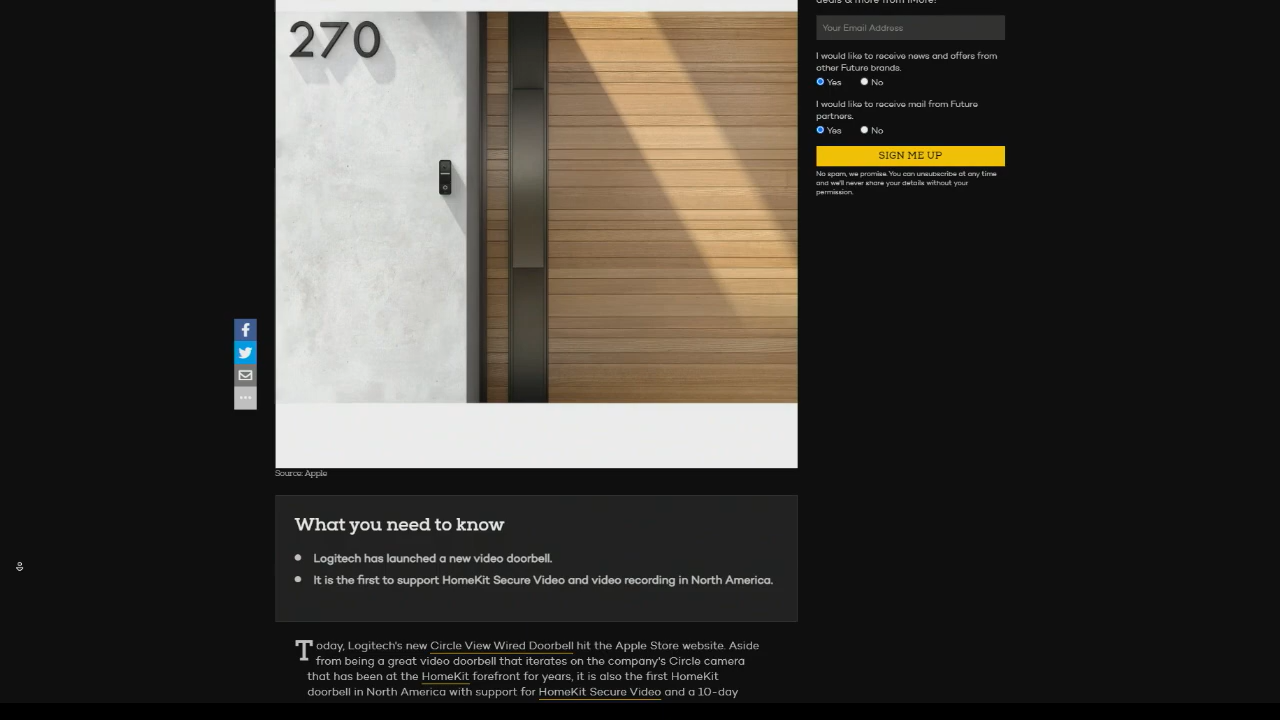 270
deals & more from iMore!
Your Email Address
I would like to receive news and offers from
other Future brands.
Yes No
I would like to receive mail from Future
partners.
Yes No
SIGN ME UP
No spam, we promise. You can unsubscribe at any time
and we'll never share your details without your
permission.
Source: Apple
What you need to know
Logitech has launched a new video doorbell.
It is the first to support HomeKit Secure Video and video recording in North America.
Today, Logitech's new Circle View Wired Doorbell hit the Apple Store website. Aside
from being a great video doorbell that iterates on the company's Circle camera
that has been at the HomeKit forefront for years, it is also the first HomeKit
doorbell in North America with support for HomeKit Secure Video and a 10-day